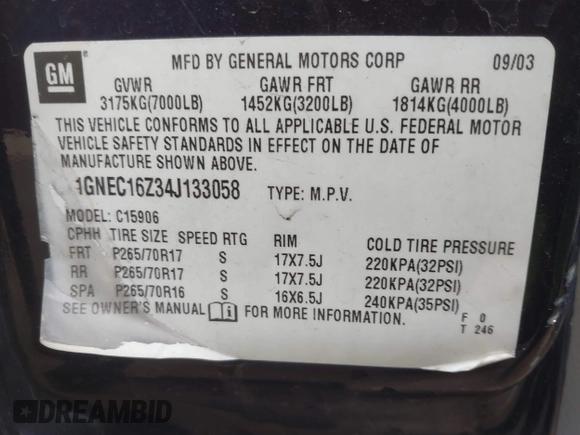 GM
MFD BY GENERAL MOTORS CORP 09/03
GVWR GAWR FRT GAWR RR
3175KG(7000LB) 1452KG(3200LB) 1814KG(4000LB)
THIS VEHICLE CONFORMS TO ALL APPLICABLE U.S. FEDERAL MOTOR
VEHICLE SAFETY STANDARDS IN EFFECT ON THE DATE OF
MANUFACTURE SHOWN ABOVE.
1GNEC16Z34J133058 TYPE: M.P.V.
MODEL: C15906
CPHH TIRE SIZE SPEED RTG RIM COLD TIRE PRESSURE
FRT P265/70R17 S 17X7.5J 220KPA(32PSI)
RR P265/70R17 S 17X7.5J 220KPA(32PSI)
SPA P265/70R16 S 16X6.5J 240KPA(35PSI)
SEE OWNER'S MANUAL FOR MORE INFORMATION.
F 0
T 246
DREAMBID